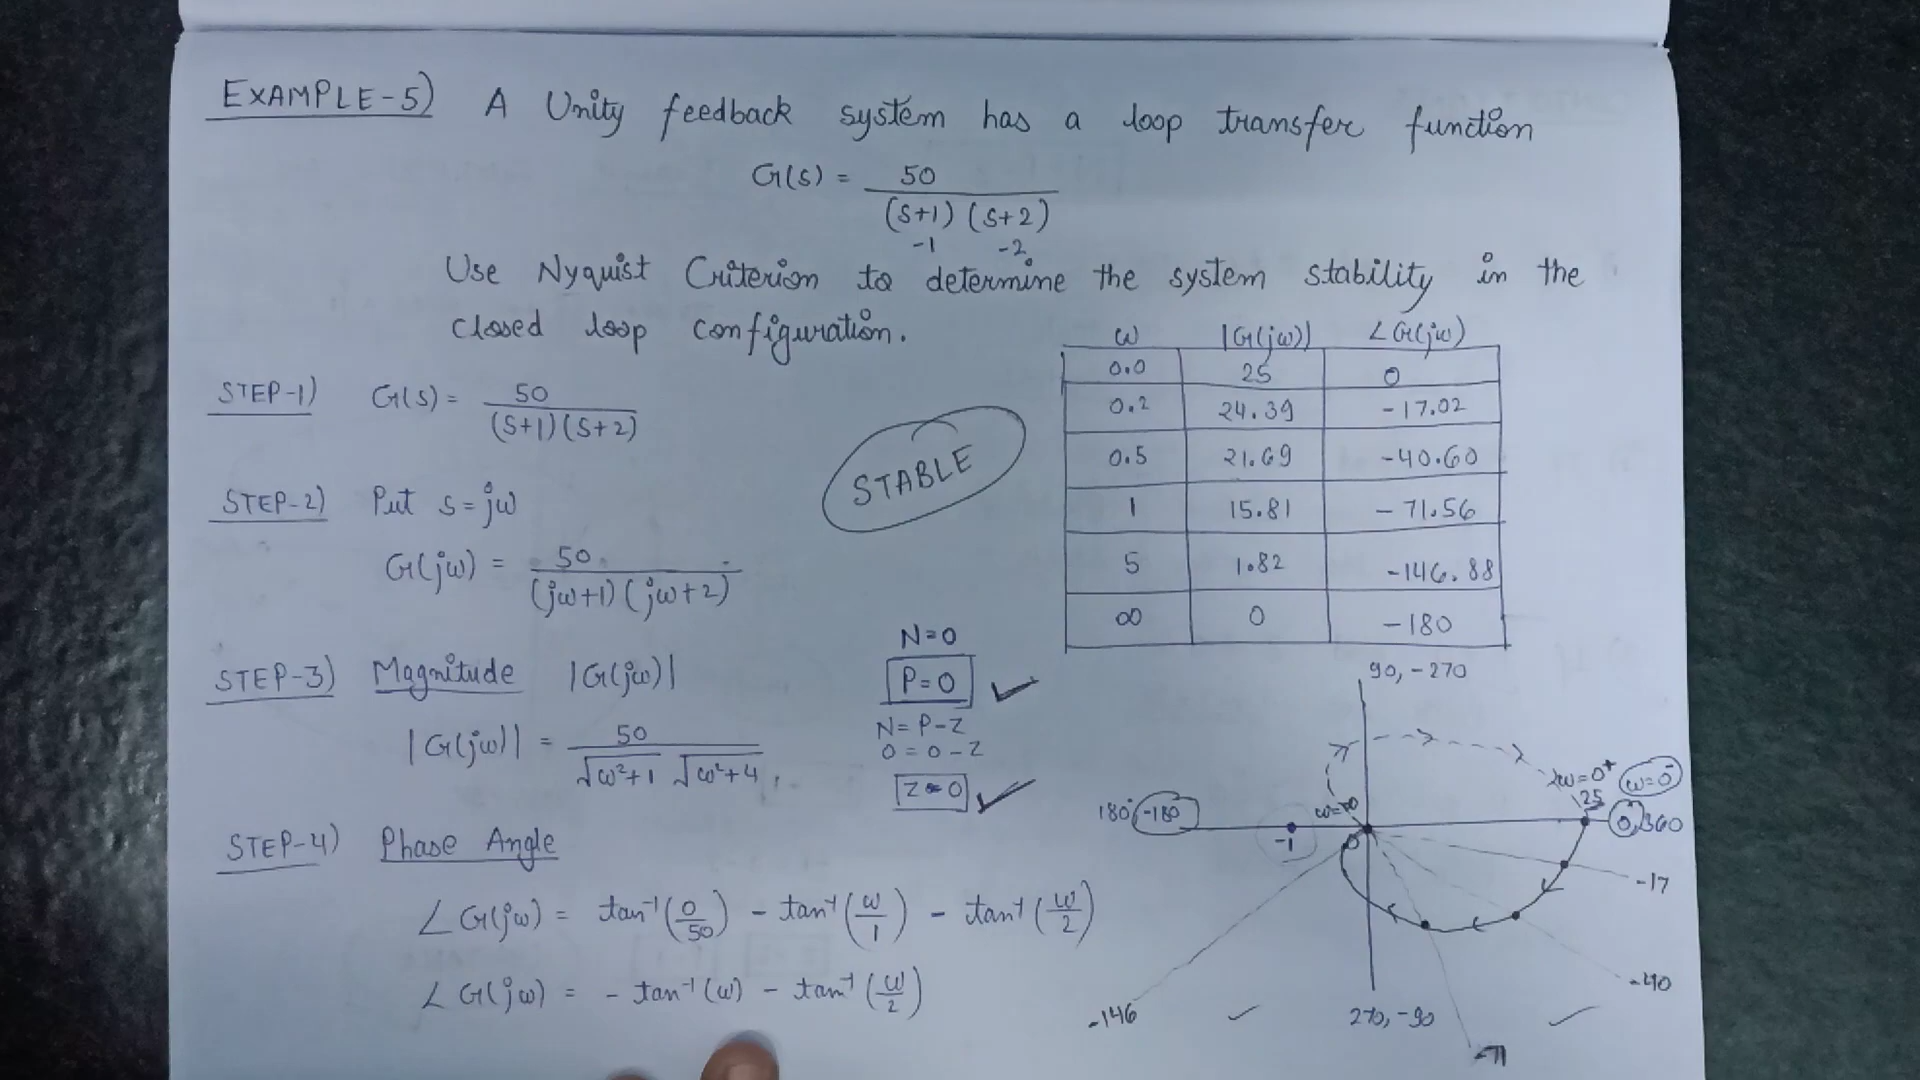 EXAMPLE-5) A Unity feedback system has a loop transfer function
G(s) = 50
(s+1) (s+2)
-1 -2
Use Nyquist Criterion to determine the system stability in the
closed loop configuration.
STEP-1) G(s) = 50
(s+1)(s+2)
STEP-2) Put s=jω
G(jω) = 50
(jω+1) (jω+2)
STEP-3) Magnitude |G(jω)|
|G(jω)| = 50
√ω²+1 √ω²+4
STEP-4) Phase Angle
∠G(jω) = tan⁻¹(0/50) - tan⁻¹(ω/1) - tan⁻¹(ω/2)
∠G(jω) = - tan⁻¹(ω) - tan⁻¹(ω/2)
STABLE
N=0
P=0
N=P-Z
0=0-Z
Z=0
ω |G(jω)| ∠G(jω)
0.0 25 0
0.2 24.39 -17.02
0.5 21.69 -40.60
1 15.81 -71.56
5 1.82 -146.88
∞ 0 -180
90, -270
ω=0⁺ ω=0⁻
25
180 -180 ω=∞ 0, 360
-1 0
-17
-40
-146 270, -90
-71